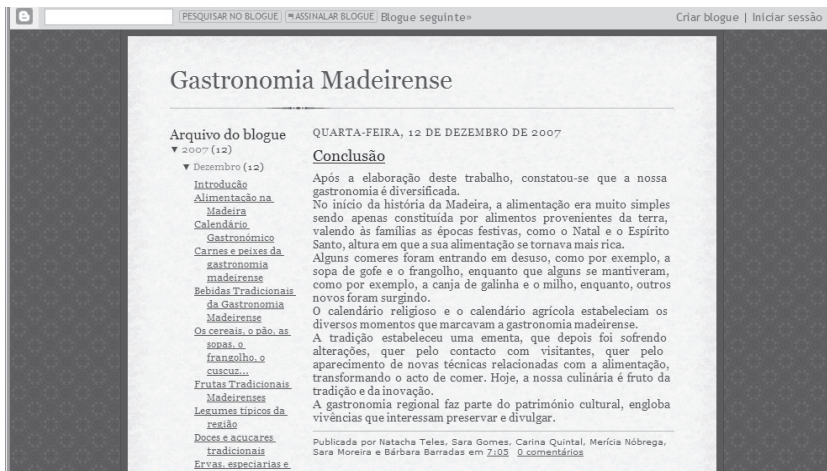 PESQUISAR NO BLOGUE ASSINALAR BLOGUE Blogue seguinte» Criar blogue | Iniciar sessão
Gastronomia Madeirense
Arquivo do blogue
▼ 2007 (12)
▼ Dezembro (12)
Introdução
Alimentação na
Madeira
Calendário
Gastronómico
Carnes e peixes da
gastronomia
madeirense
Bebidas Tradicionais
da Gastronomia
Madeirense
Os cereais, o pão, as
sopas, o
frangolho, o
cuscuz...
Frutas Tradicionais
Madeirenses
Legumes típicos da
região
Doces e acucares
tradicionais
Ervas, especiarias e
QUARTA-FEIRA, 12 DE DEZEMBRO DE 2007
Conclusão
Após a elaboração deste trabalho, constatou-se que a nossa
gastronomia é diversificada.
No início da história da Madeira, a alimentação era muito simples
sendo apenas constituída por alimentos provenientes da terra,
valendo às famílias as épocas festivas, como o Natal e o Espírito
Santo, altura em que a sua alimentação se tornava mais rica.
Alguns comeres foram entrando em desuso, como por exemplo, a
sopa de gofe e o frangolho, enquanto que alguns se mantiveram,
como por exemplo, a canja de galinha e o milho, enquanto, outros
novos foram surgindo.
O calendário religioso e o calendário agrícola estabeleciam os
diversos momentos que marcavam a gastronomia madeirense.
A tradição estabeleceu uma ementa, que depois foi sofrendo
alterações, quer pelo contacto com visitantes, quer pelo
aparecimento de novas técnicas relacionadas com a alimentação,
transformando o acto de comer. Hoje, a nossa culinária é fruto da
tradição e da inovação.
A gastronomia regional faz parte do património cultural, engloba
vivências que interessam preservar e divulgar.
Publicada por Natacha Teles, Sara Gomes, Carina Quintal, Merícia Nóbrega,
Sara Moreira e Bárbara Barradas em 7:05 0 comentários